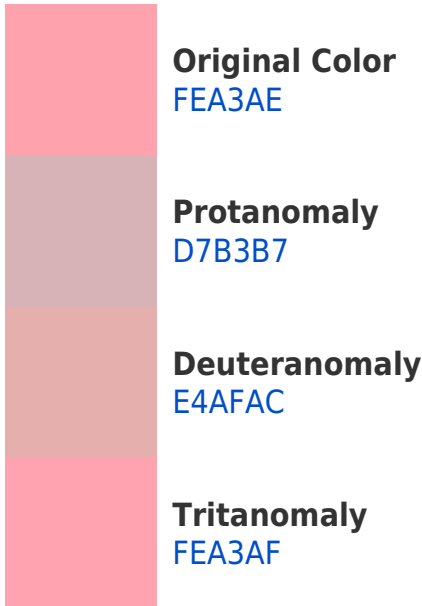 Original Color
FEA3AE
Protanomaly
D7B3B7
Deuteranomaly
E4AFAC
Tritanomaly
FEA3AF